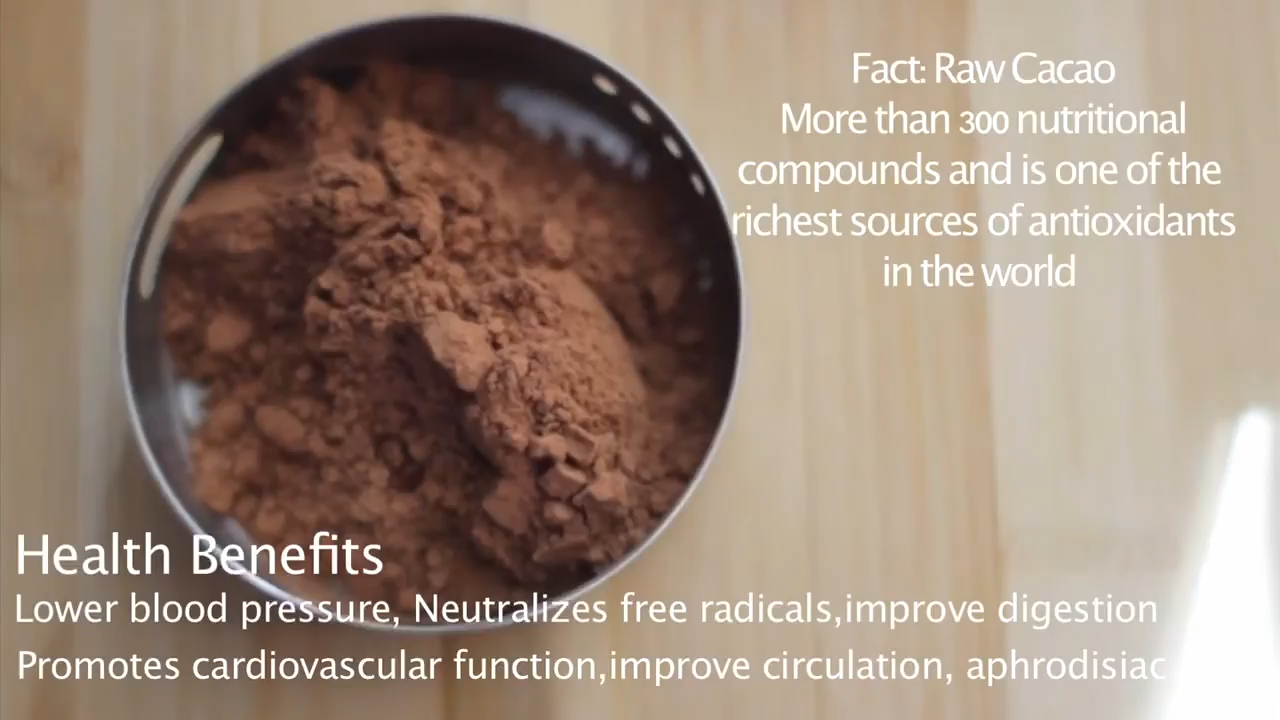 Fact: Raw Cacao
More than 300 nutritional
compounds and is one of the
richest sources of antioxidants
in the world
Health Benefits
Lower blood pressure, Neutralizes free radicals,improve digestion
Promotes cardiovascular function,improve circulation, aphrodisiac